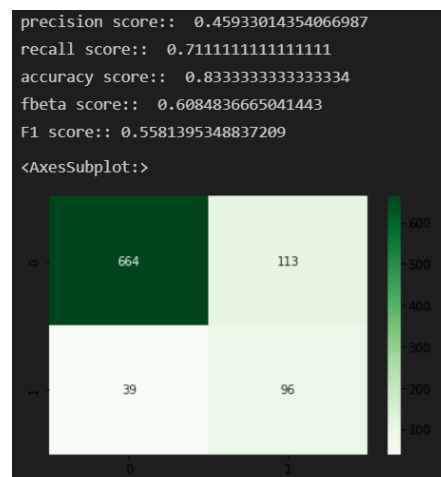 precision score::  0.45933014354066987
recall score::  0.7111111111111111
accuracy score::  0.8333333333333334
fbeta score::  0.6084836665041443
F1 score:: 0.5581395348837209
<AxesSubplot:>
600
0 664 113
500
400
300
1 39 96
200
100
0 1